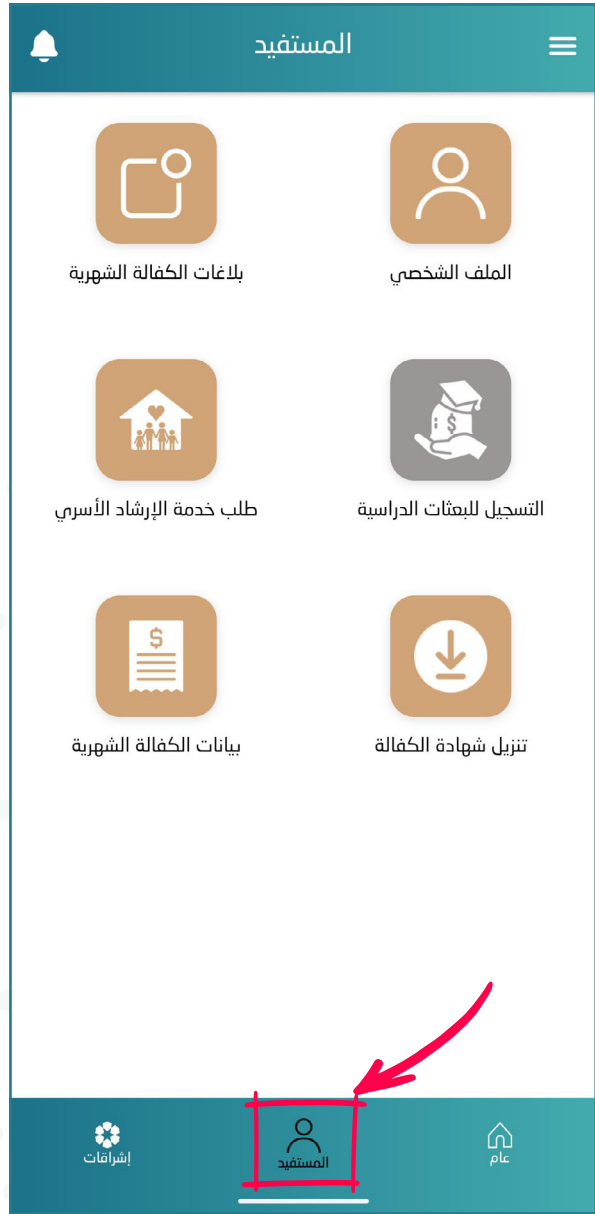 المستفيد
الملف الشخصي
بلاغات الكفالة الشهرية
$
التسجيل للبعثات الدراسية
طلب خدمة الإرشاد الأسري
$
تنزيل شهادة الكفالة
بيانات الكفالة الشهرية
عام
المستفيد
إشراقات